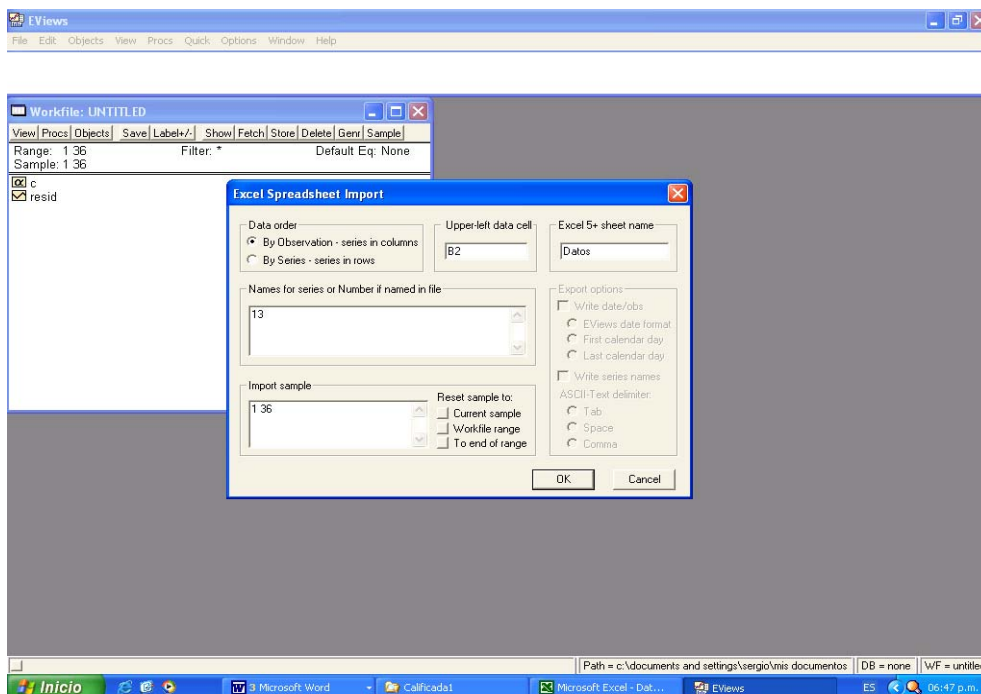 EViews
File Edit Objects View Procs Quick Options Window Help
Workfile: UNTITLED
View Procs Objects Save Label+/- Show Fetch Store Delete Genr Sample
Range: 1 36 Filter: * Default Eq: None
Sample: 1 36
c
resid
Excel Spreadsheet Import
Data order
By Observation - series in columns
By Series - series in rows
Upper-left data cell
B2
Excel 5+ sheet name
Datos
Names for series or Number if named in file
13
Export options
Write date/obs
EViews date format
First calendar day
Last calendar day
Write series names
ASCII-Text delimiter:
Tab
Space
Comma
Import sample
1 36
Reset sample to:
Current sample
Workfile range
To end of range
OK Cancel
Path = c:\documents and settings\sergio\mis documentos DB = none WF = untitle
Inicio 3 Microsoft Word Calificada1 Microsoft Excel - Dat... EViews ES 06:47 p.m.